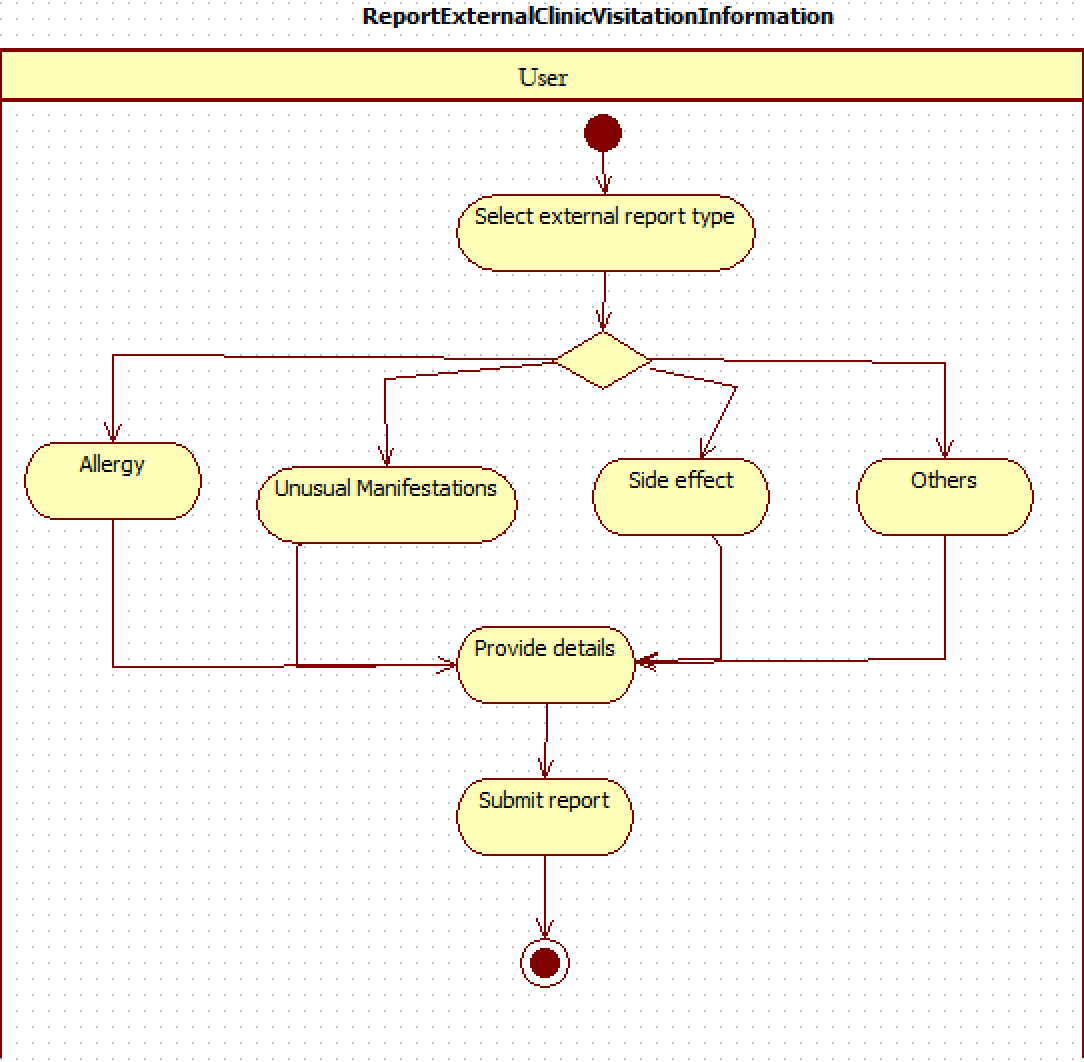 ReportExternalClinicVisitationInformation
User
Select external report type
Allergy
Unusual Manifestations
Side effect
Others
Provide details
Submit report